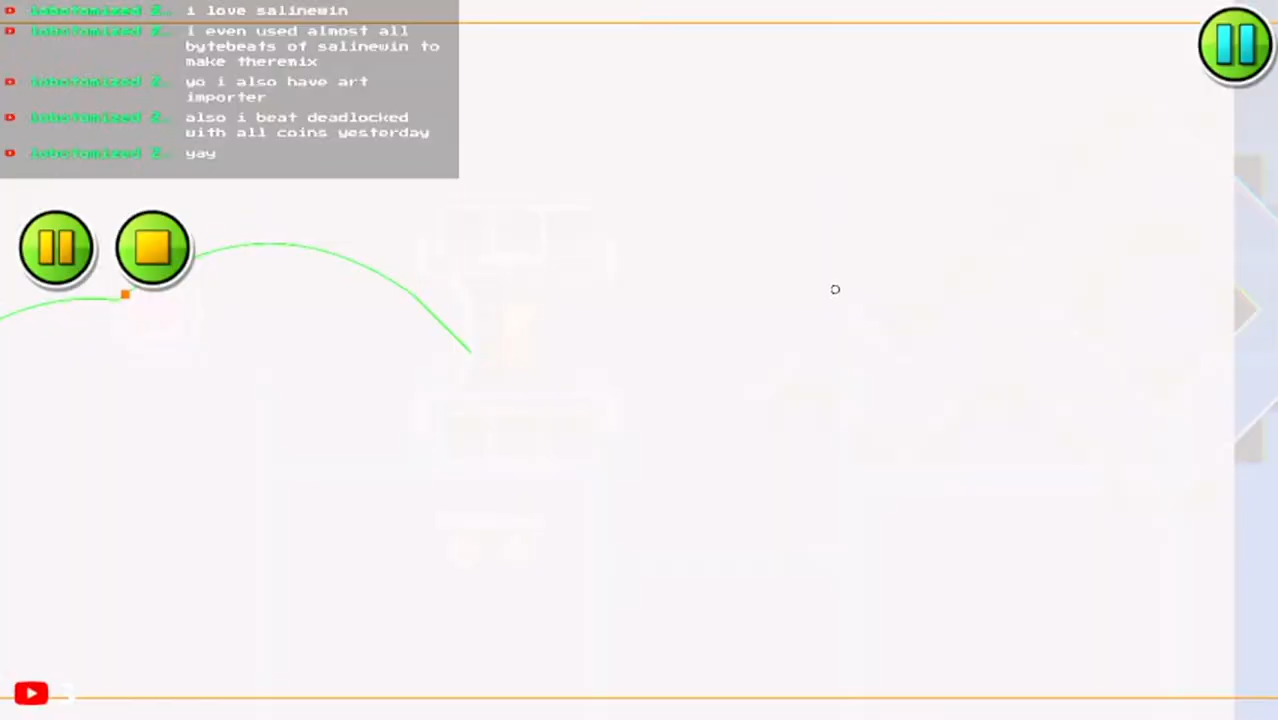 i love salinewin
i even used almost all
bytebeats of salinewin to
make theremix
yo i also have art
importer
also i beat deadlocked
with all coins yesterday
yay